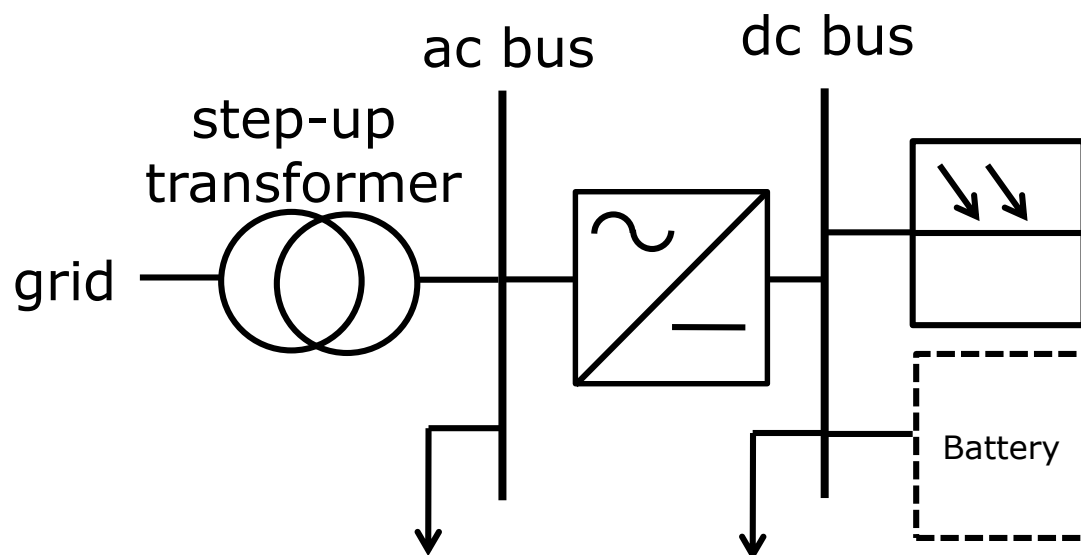 ac bus
dc bus
step-up
transformer
grid
Battery